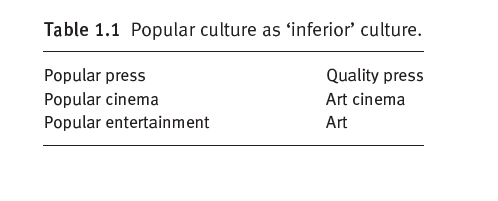 Table 1.1 Popular culture as ‘inferior’ culture.
Popular press Quality press
Popular cinema Art cinema
Popular entertainment Art